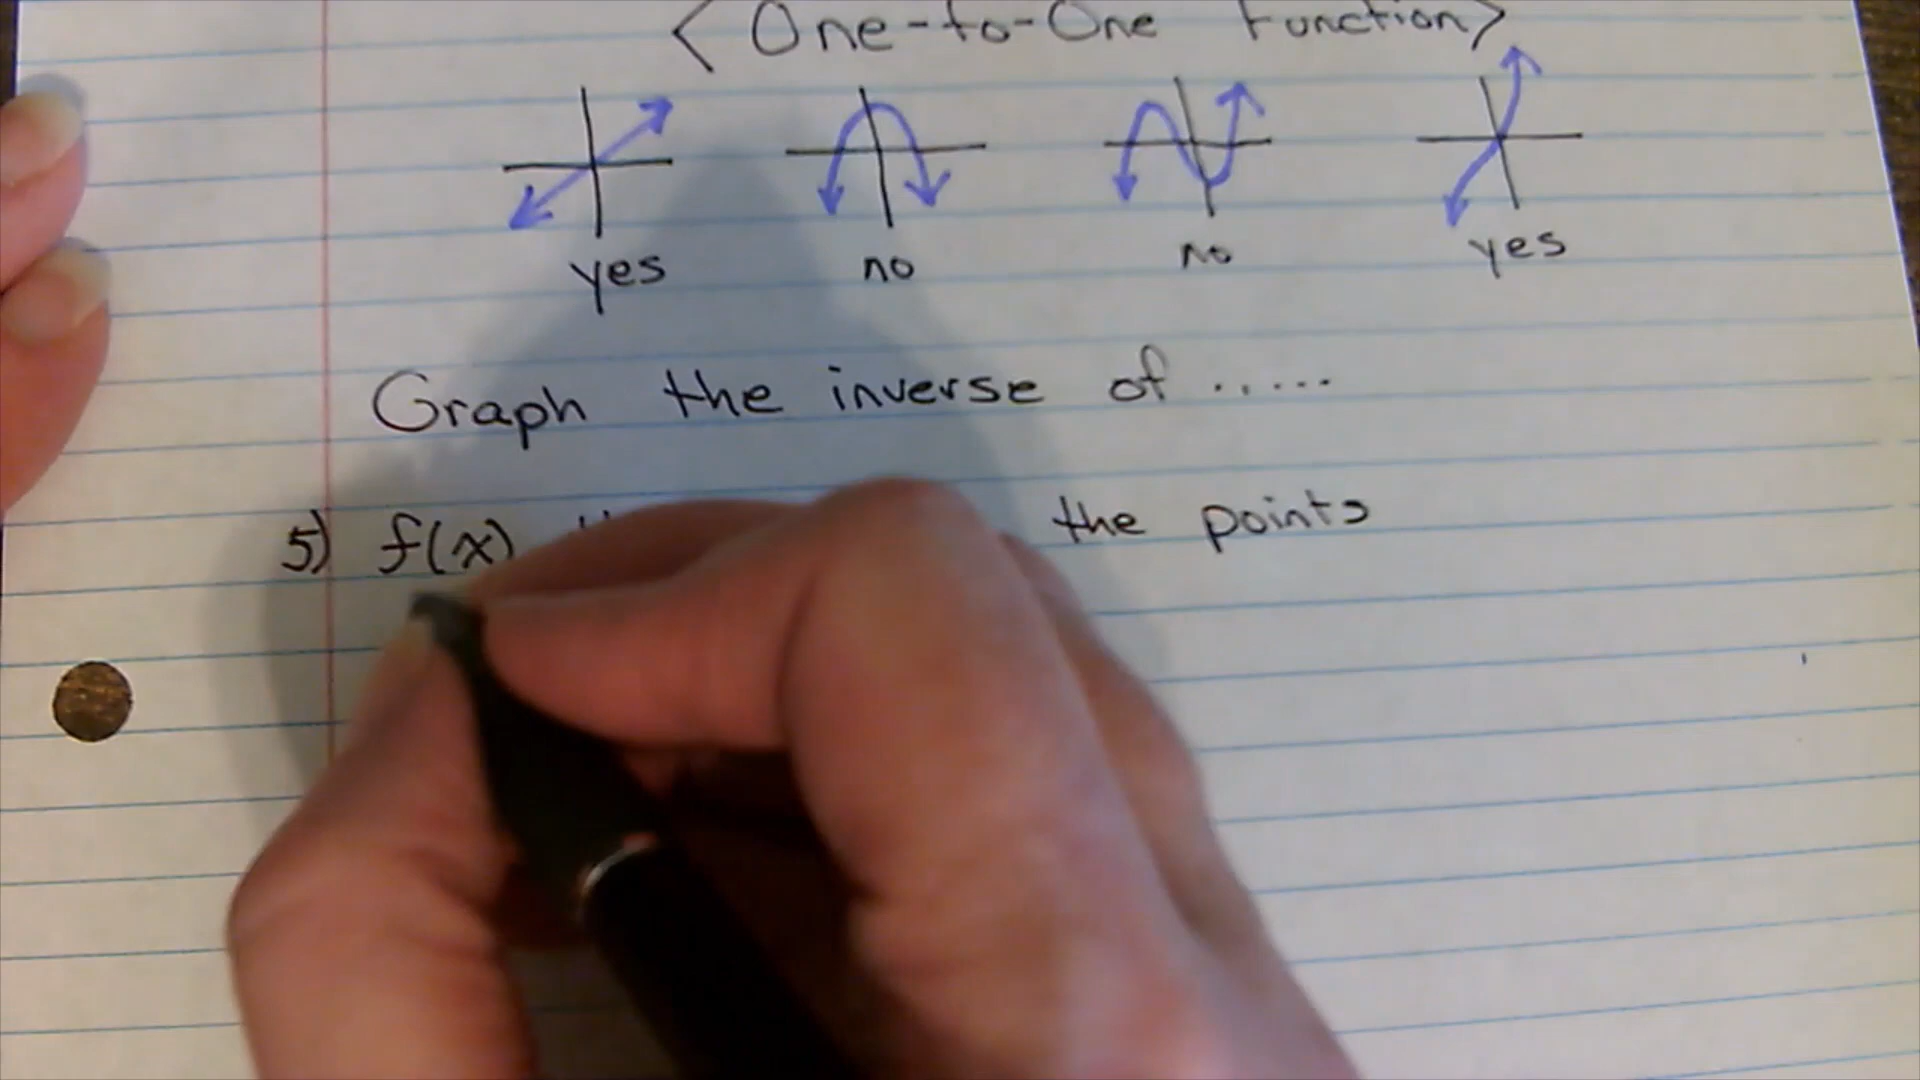 <One-to-One Function>
yes no no yes
Graph the inverse of .....
5) f(x) the points